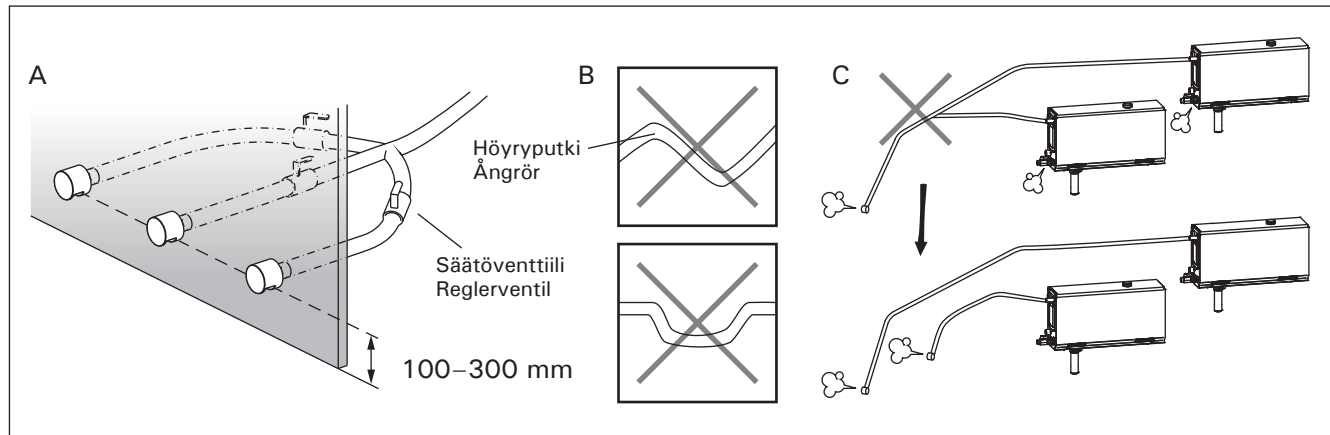 A
B
C
Höyryputki
Ångrör
Säätöventtiili
Reglerventil
100–300 mm